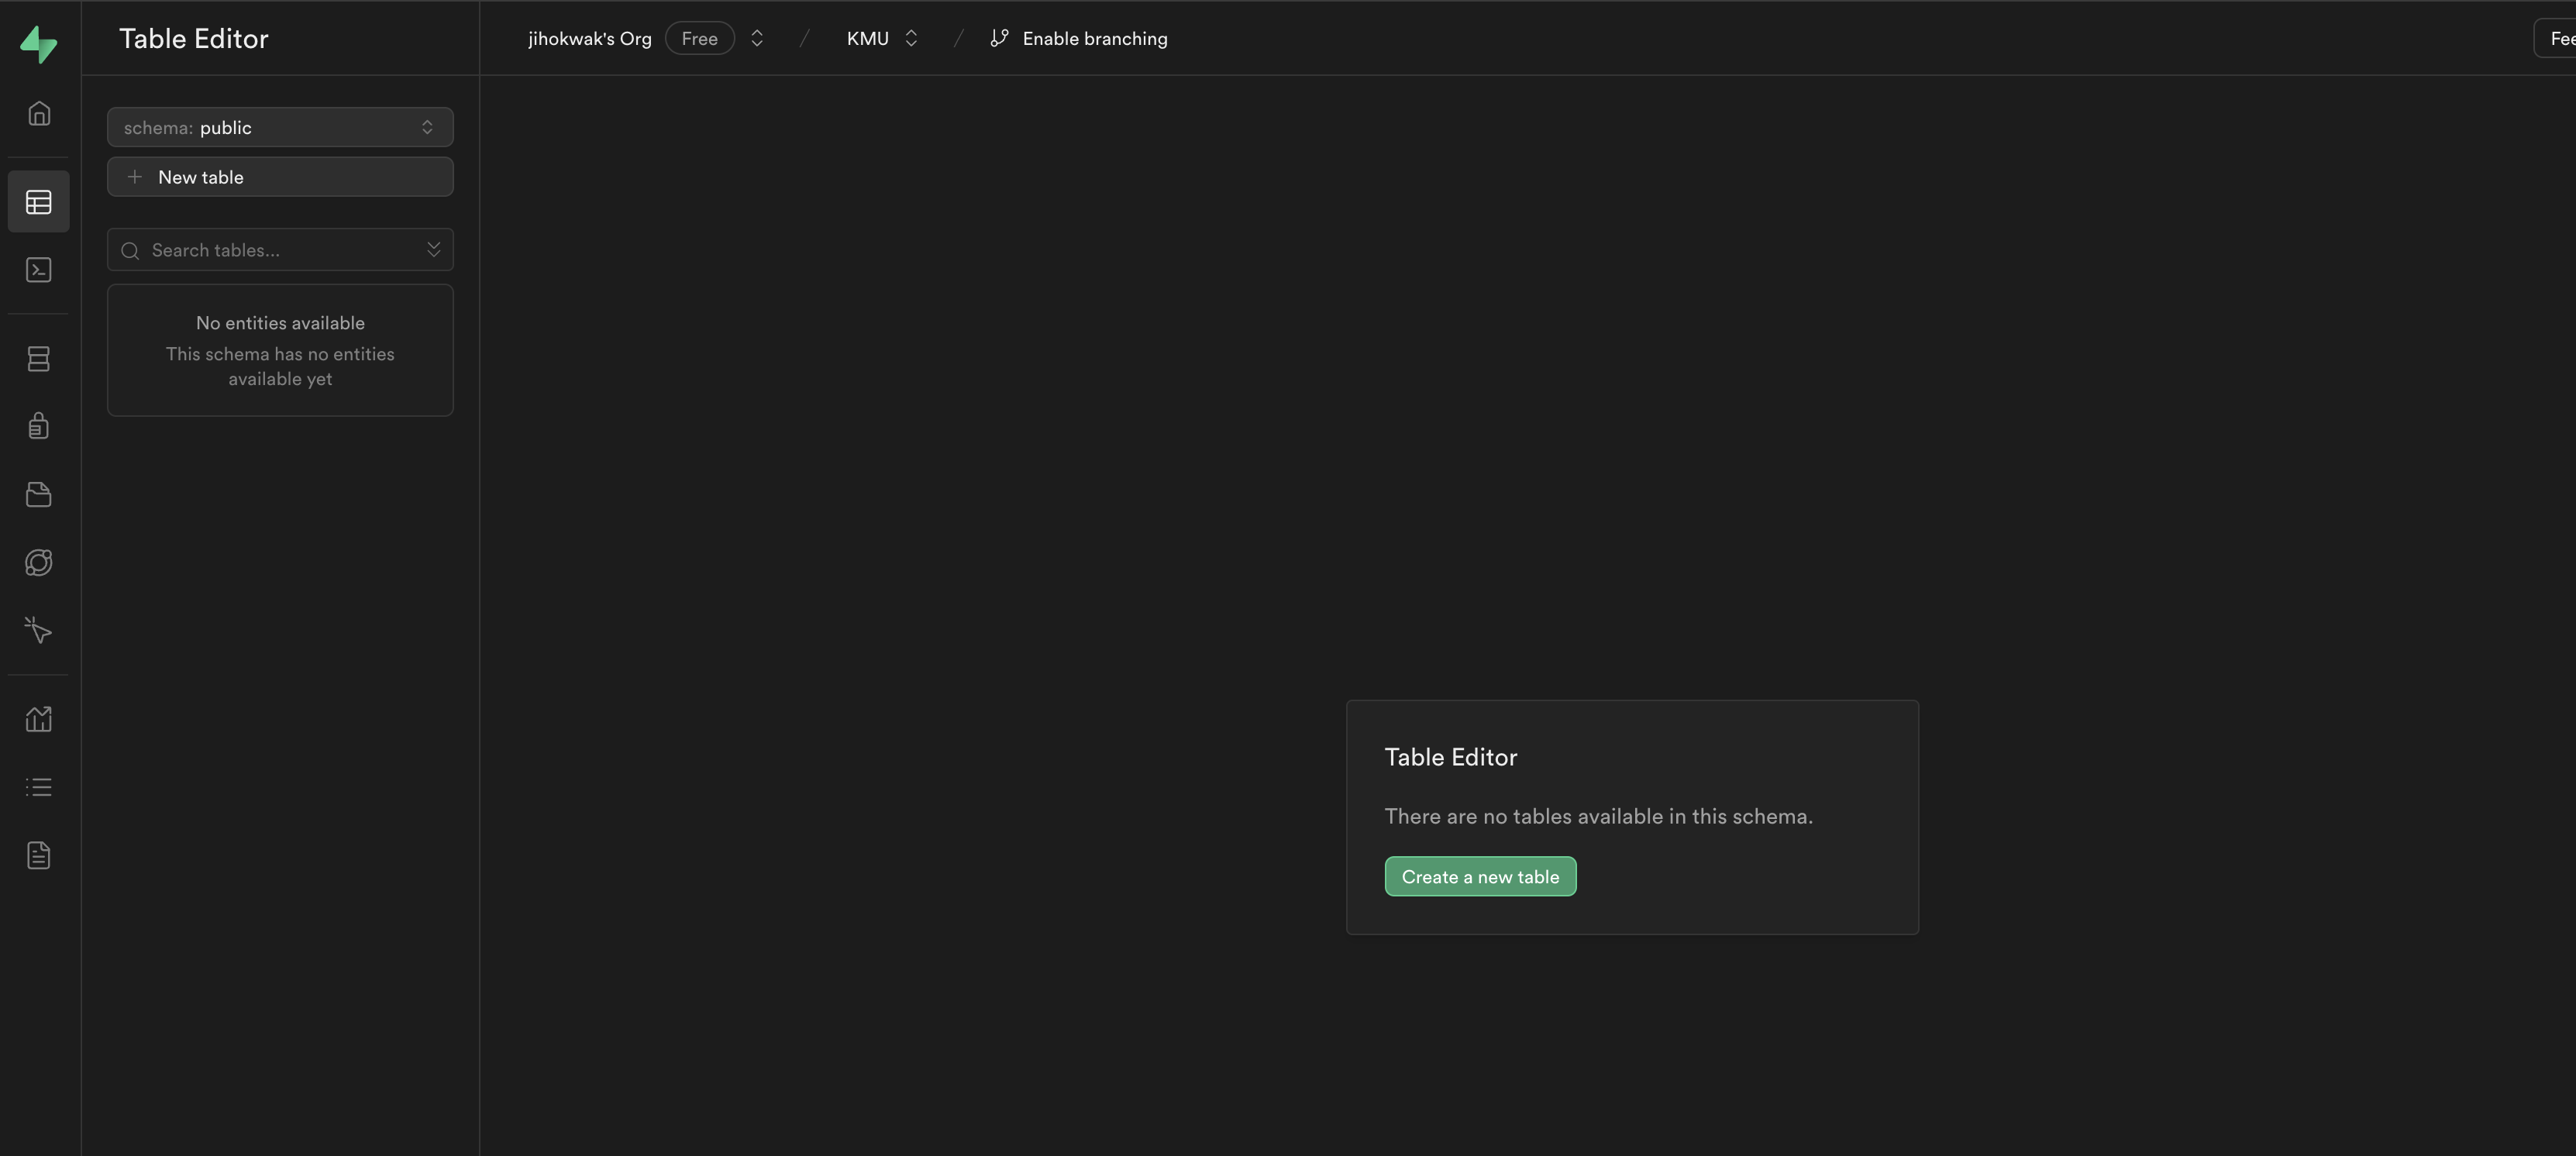 Table Editor
jihokwak's Org Free / KMU / Enable branching
schema: public
New table
Search tables...
No entities available
This schema has no entities
available yet
Table Editor
There are no tables available in this schema.
Create a new table